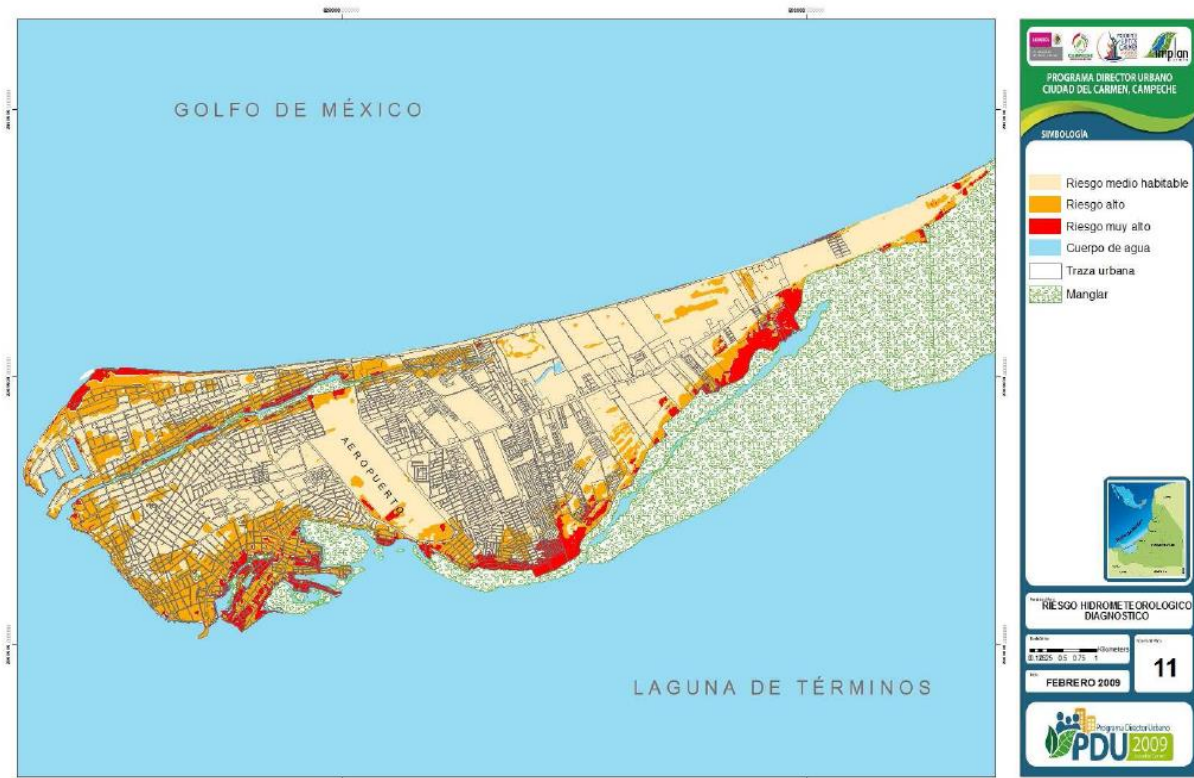 GOLFO DE MÉXICO
AEROPUERTO
LAGUNA DE TÉRMINOS
implan
PROGRAMA DIRECTOR URBANO
CIUDAD DEL CARMEN, CAMPECHE
SIMBOLOGÍA
Riesgo medio habitable
Riesgo alto
Riesgo muy alto
Cuerpo de agua
Traza urbana
Manglar
RIESGO HIDROMETEOROLOGICO
DIAGNOSTICO
Kilometers
0.5 0.75 1
11
FEBRERO 2009
Programa Director Urbano
PDU 2009